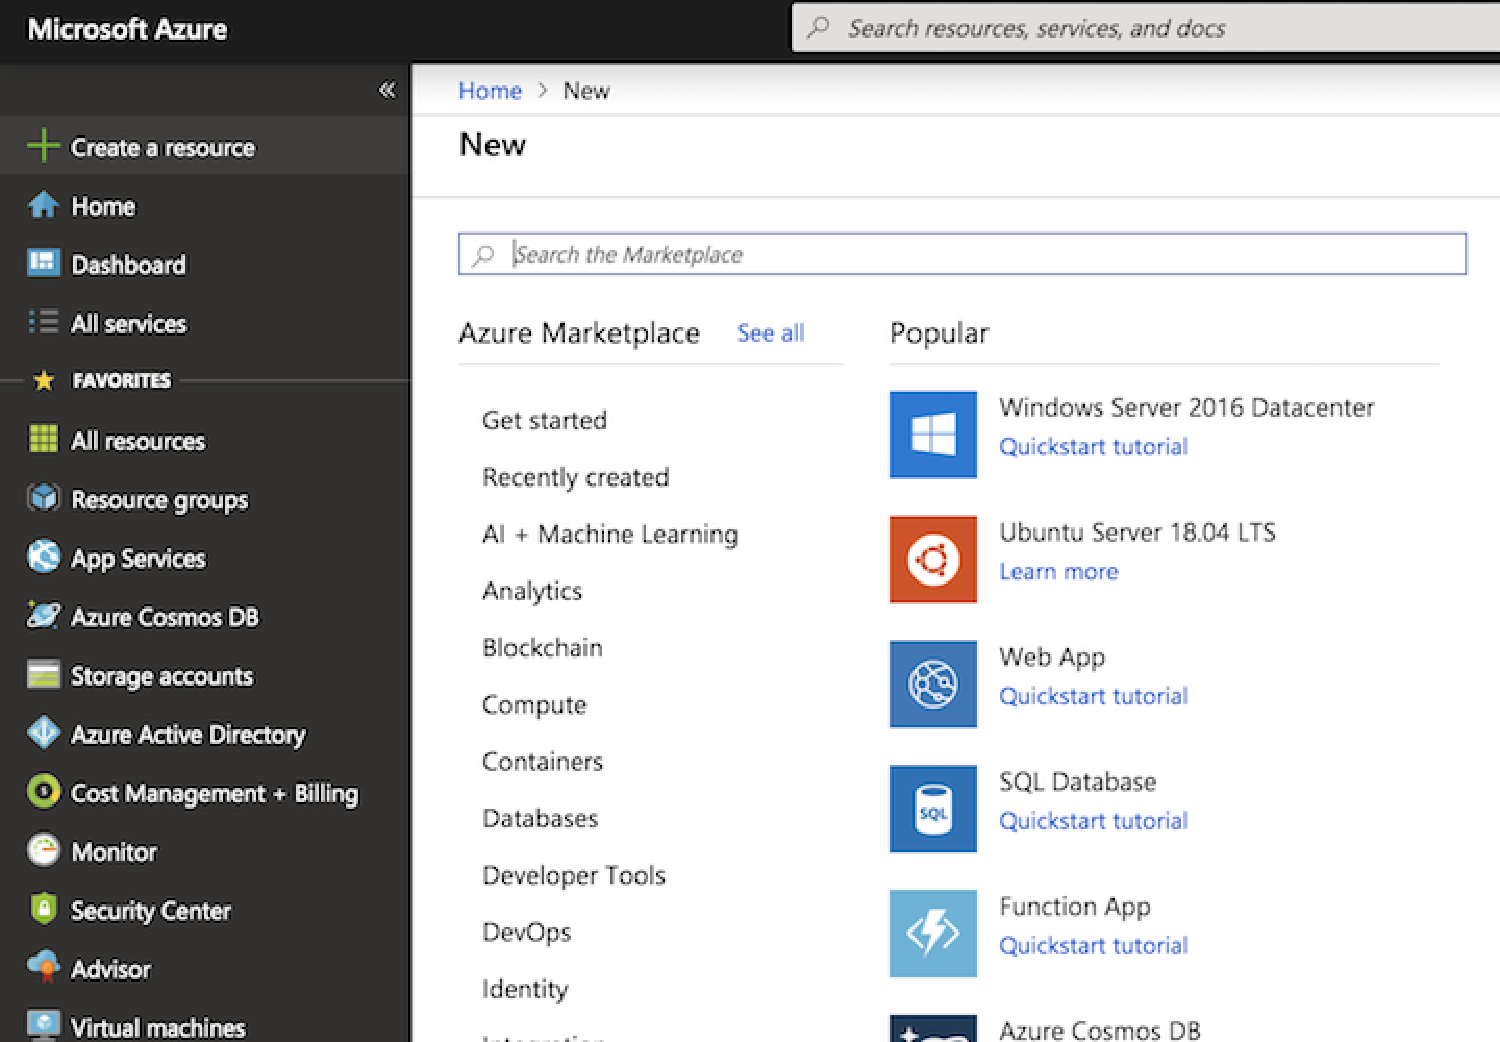 Microsoft Azure
Search resources, services, and docs
«
Create a resource
Home
Dashboard
All services
FAVORITES
All resources
Resource groups
App Services
Azure Cosmos DB
Storage accounts
Azure Active Directory
Cost Management + Billing
Monitor
Security Center
Advisor
Virtual machines
Home > New
New
Search the Marketplace
Azure Marketplace See all
Get started
Recently created
AI + Machine Learning
Analytics
Blockchain
Compute
Containers
Databases
Developer Tools
DevOps
Identity
Popular
Windows Server 2016 Datacenter
Quickstart tutorial
Ubuntu Server 18.04 LTS
Learn more
Web App
Quickstart tutorial
SQL
SQL Database
Quickstart tutorial
Function App
Quickstart tutorial
Azure Cosmos DB